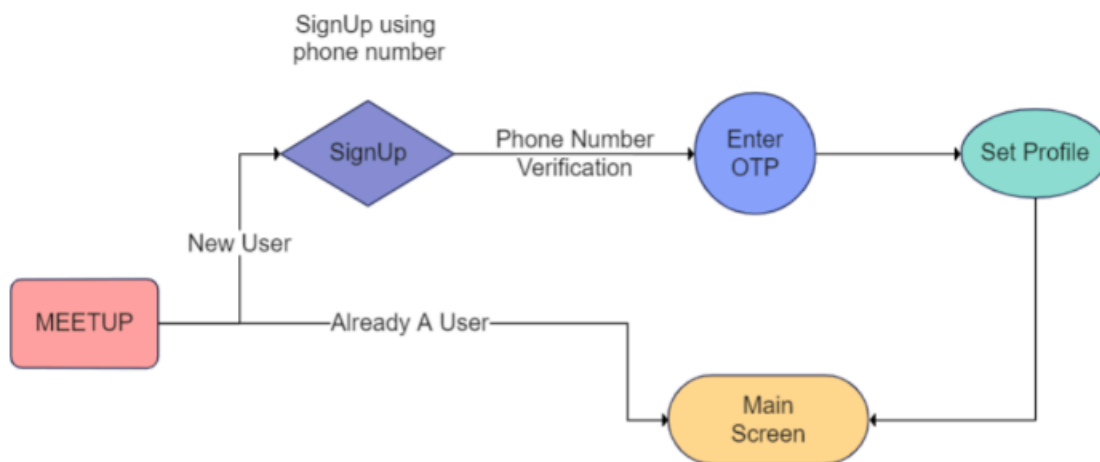 SignUp using
phone number
SignUp
Phone Number
Verification
Enter
OTP
Set Profile
New User
MEETUP
Already A User
Main
Screen